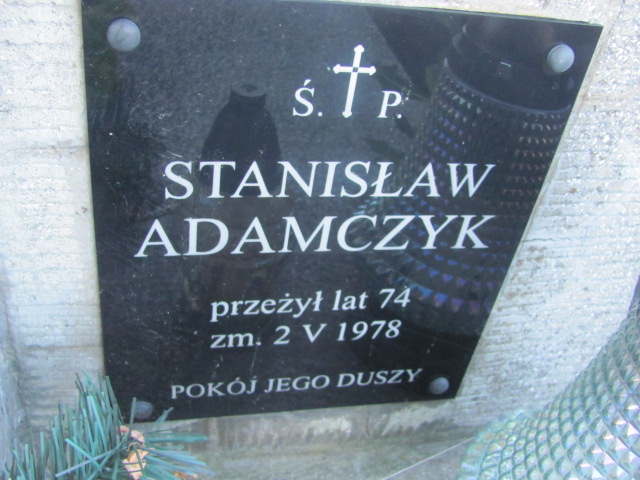 Ś. P.
STANISŁAW
ADAMCZYK
przeżył lat 74
zm. 2 V 1978
POKÓJ JEGO DUSZY